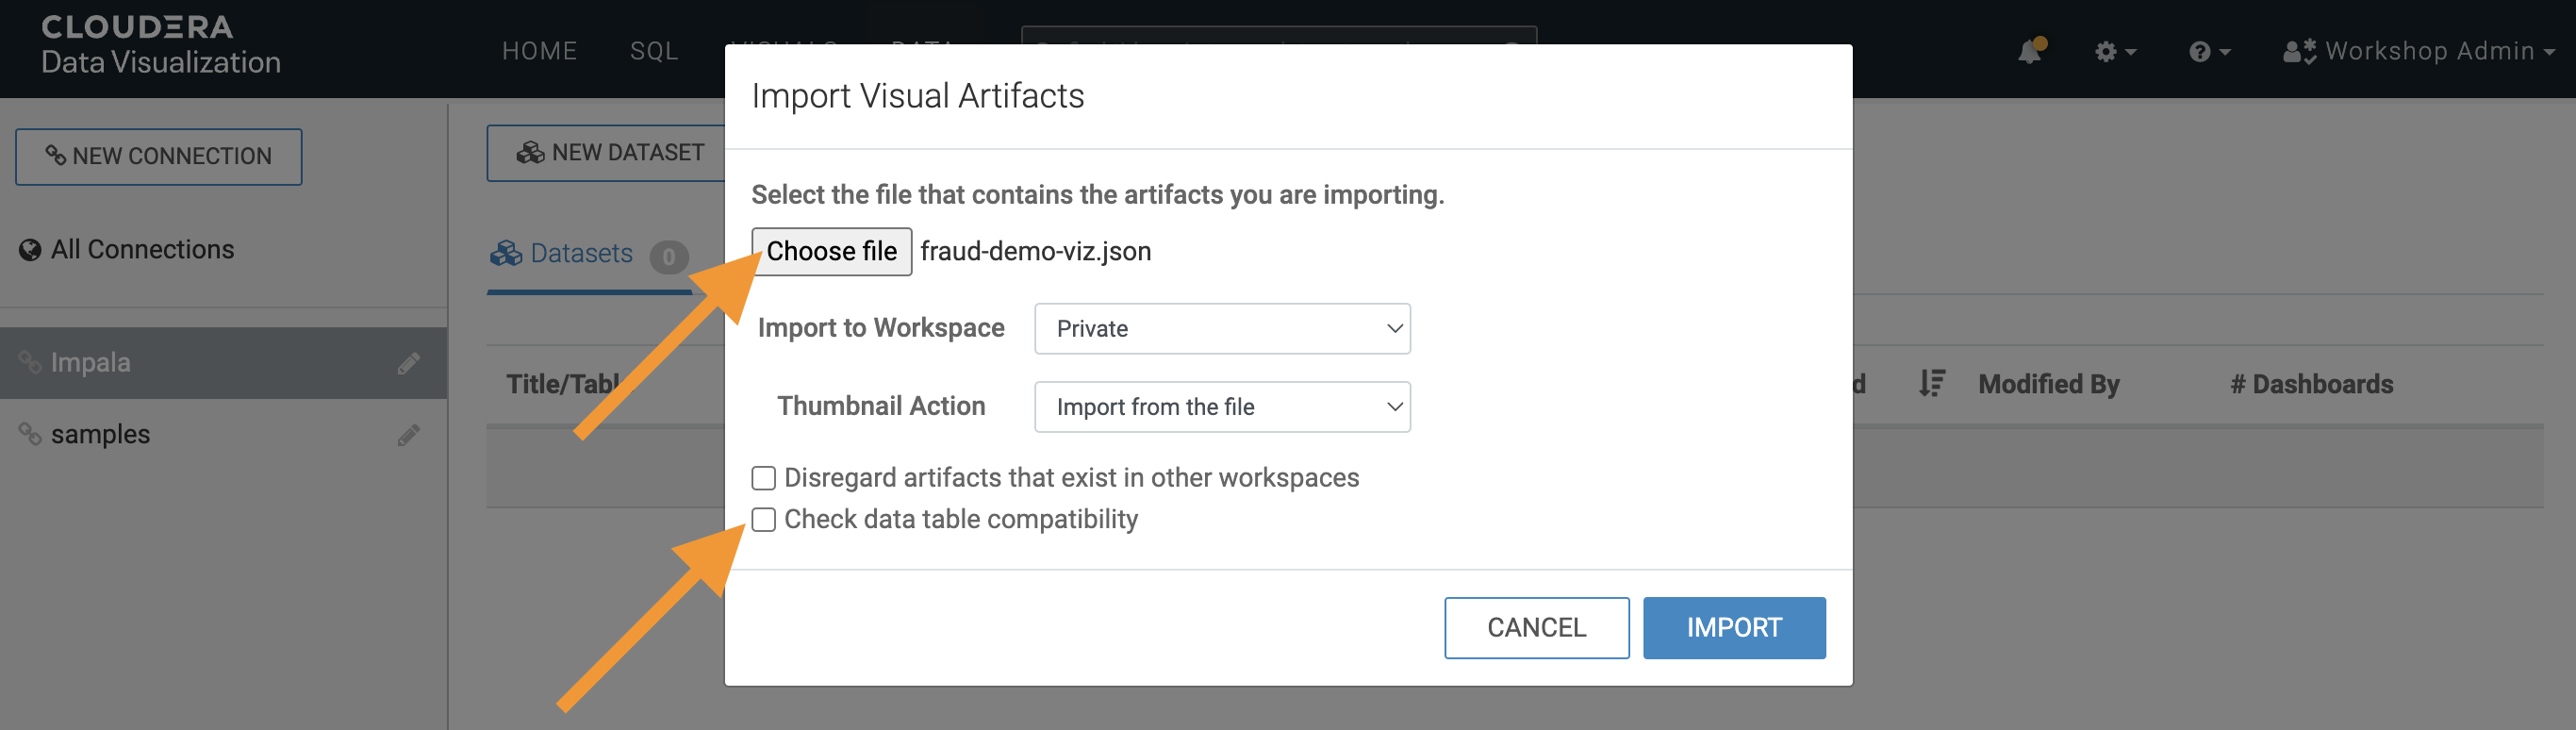 CLOUDERA
Data Visualization
HOME SQL
Workshop Admin
Import Visual Artifacts
NEW CONNECTION
NEW DATASET
Select the file that contains the artifacts you are importing.
All Connections
Datasets 0
Choose file fraud-demo-viz.json
Import to Workspace Private
Impala
Title/Tabl
Modified By
# Dashboards
Thumbnail Action Import from the file
samples
Disregard artifacts that exist in other workspaces
Check data table compatibility
CANCEL IMPORT